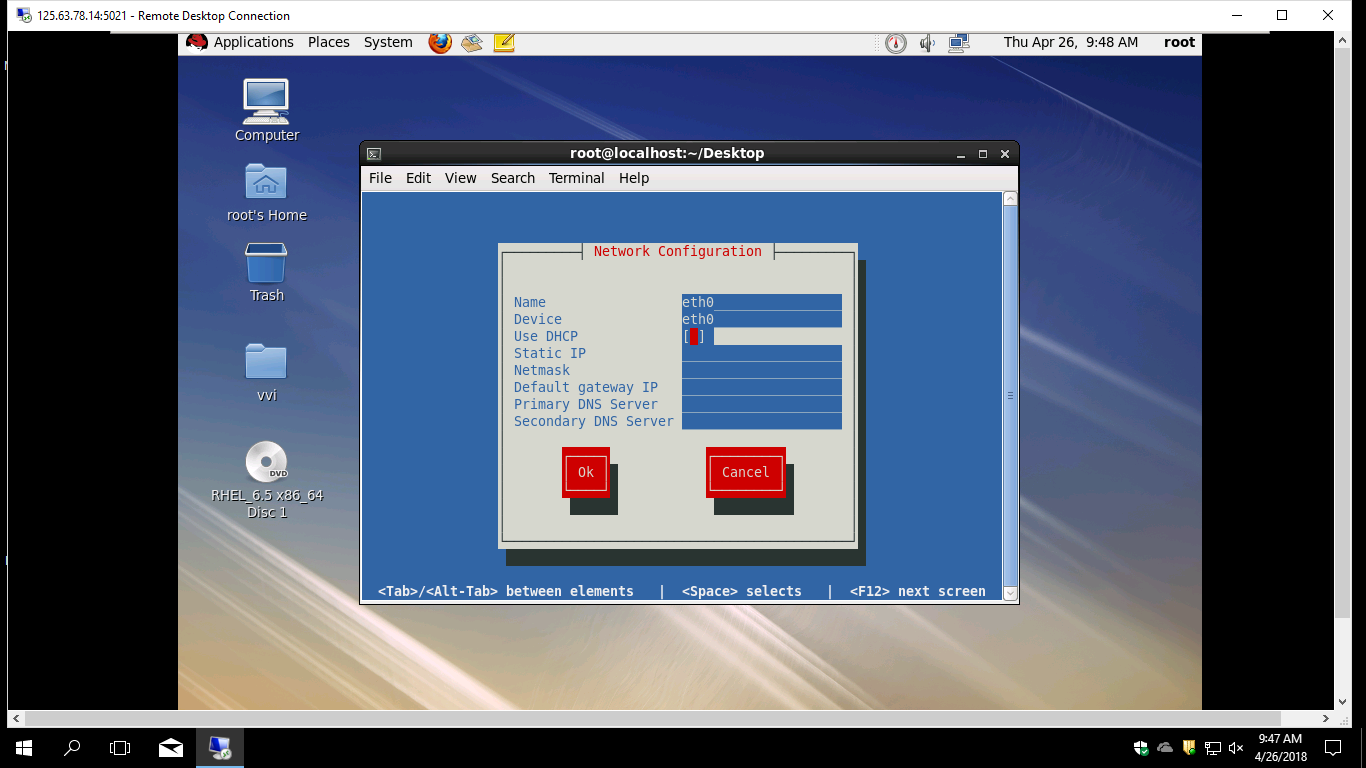 125.63.78.14:5021 - Remote Desktop Connection
Applications Places System Thu Apr 26, 9:48 AM root
Computer
root's Home
Trash
vvi
DVD
RHEL_6.5 x86_64
Disc 1
root@localhost:~/Desktop
File Edit View Search Terminal Help
Network Configuration
Name eth0
Device eth0
Use DHCP [ ]
Static IP
Netmask
Default gateway IP
Primary DNS Server
Secondary DNS Server
Ok Cancel
<Tab>/<Alt-Tab> between elements | <Space> selects | <F12> next screen
9:47 AM
4/26/2018